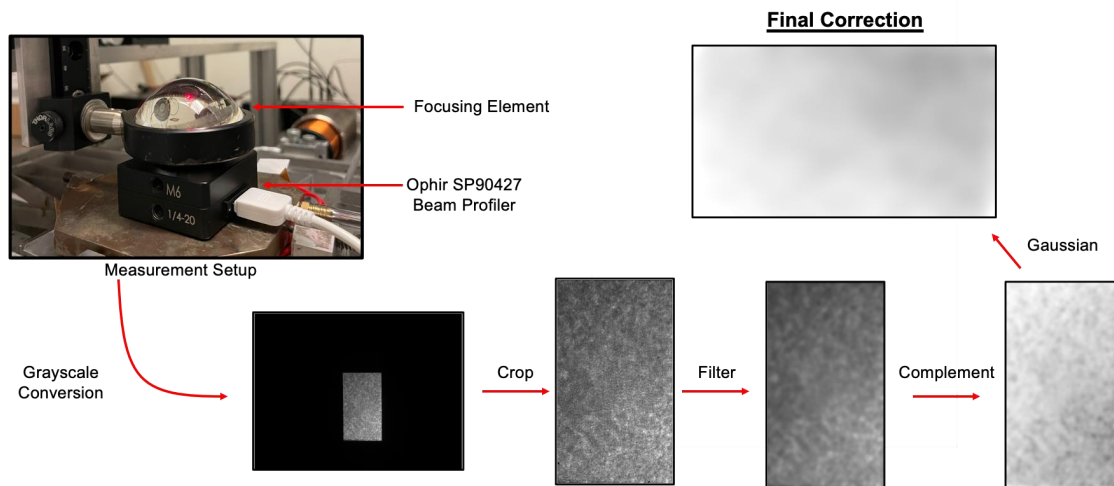 Final Correction
Focusing Element
M6
1/4-20
Ophir SP90427
Beam Profiler
Measurement Setup
Gaussian
Grayscale
Conversion
Crop
Filter
Complement